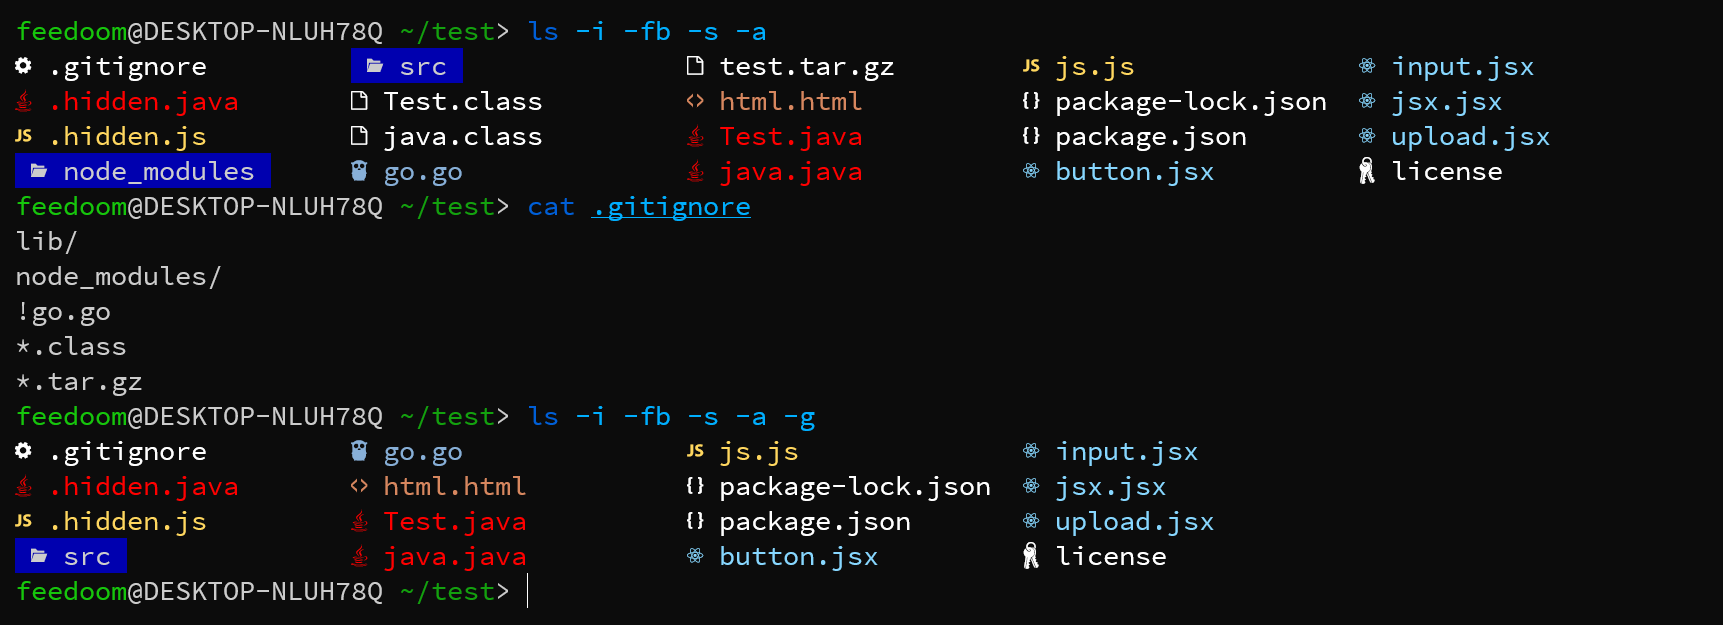 feedoom@DESKTOP-NLUH78Q ~/test> ls -i -fb -s -a
.gitignore src test.tar.gz JS js.js input.jsx
.hidden.java Test.class <> html.html {} package-lock.json jsx.jsx
JS .hidden.js java.class Test.java {} package.json upload.jsx
node_modules go.go java.java button.jsx license
feedoom@DESKTOP-NLUH78Q ~/test> cat .gitignore
lib/
node_modules/
!go.go
*.class
*.tar.gz
feedoom@DESKTOP-NLUH78Q ~/test> ls -i -fb -s -a -g
.gitignore go.go JS js.js input.jsx
.hidden.java <> html.html {} package-lock.json jsx.jsx
JS .hidden.js Test.java {} package.json upload.jsx
src java.java button.jsx license
feedoom@DESKTOP-NLUH78Q ~/test>